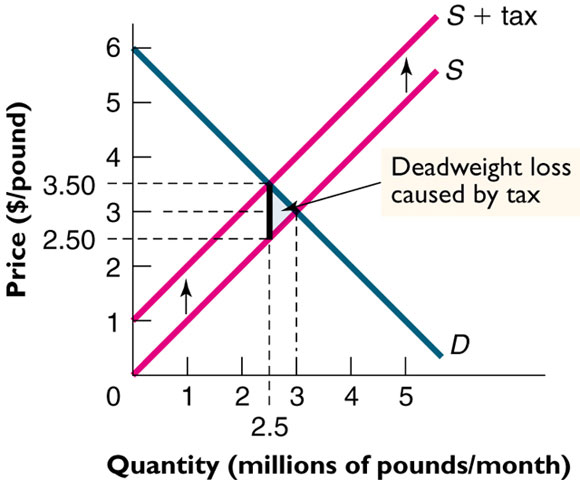 S + tax
S
6
5
4
3.50
3
2.50
2
1
0
Price ($/pound)
Deadweight loss
caused by tax
D
1 2 3 4 5
2.5
Quantity (millions of pounds/month)